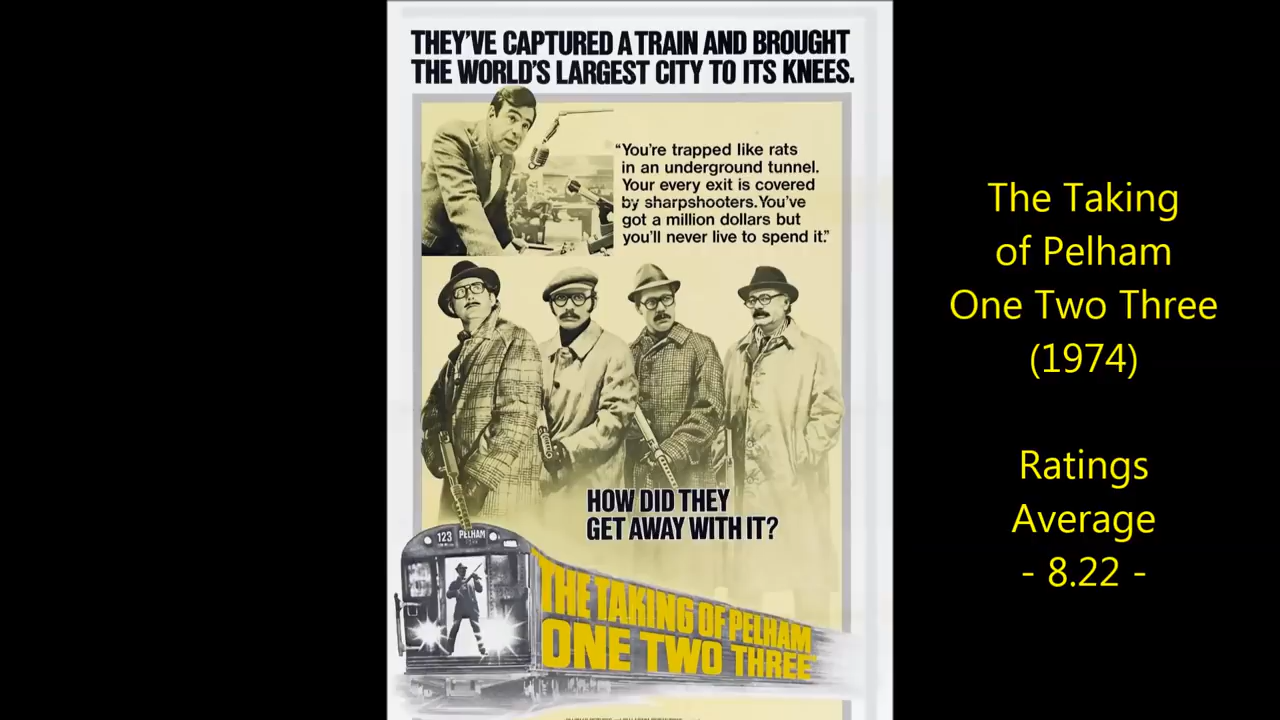 THEY'VE CAPTURED A TRAIN AND BROUGHT
THE WORLD'S LARGEST CITY TO ITS KNEES.
“You're trapped like rats
in an underground tunnel.
Your every exit is covered
by sharpshooters. You've
got a million dollars but
you'll never live to spend it.”
HOW DID THEY
GET AWAY WITH IT?
123 PELHAM
THE TAKING OF PELHAM
ONE TWO THREE
The Taking
of Pelham
One Two Three
(1974)
Ratings
Average
- 8.22 -